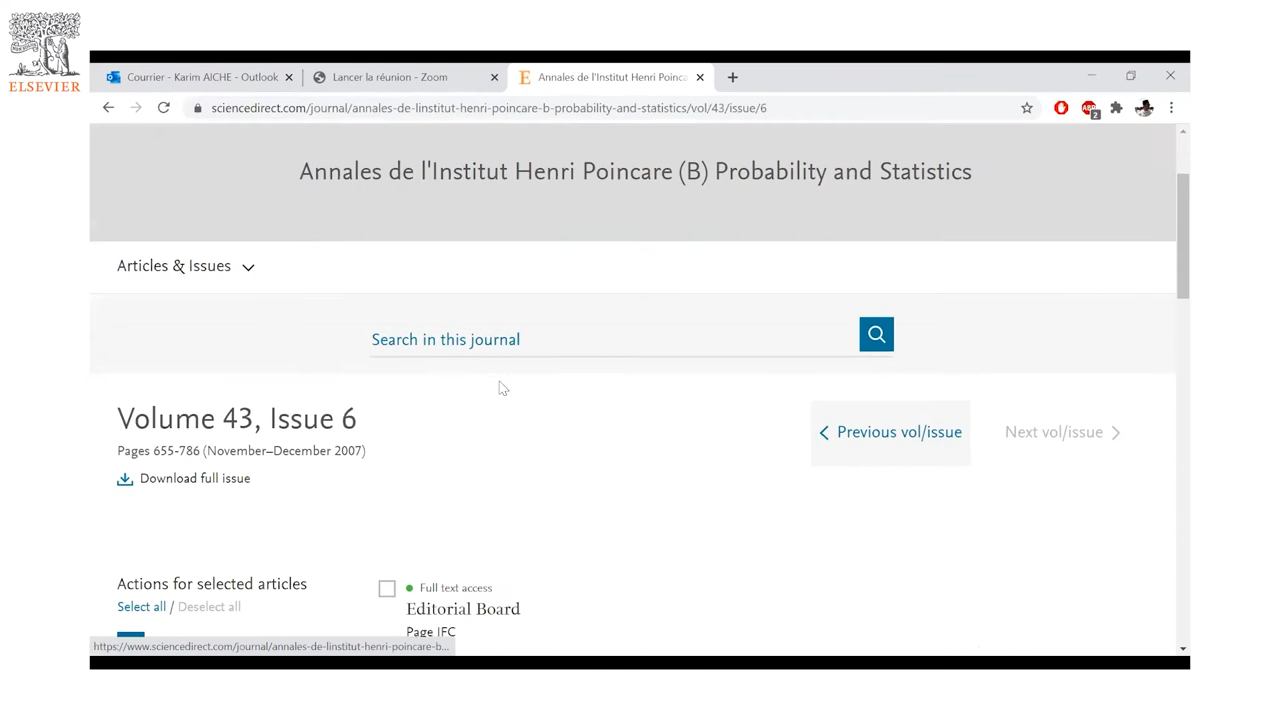 ELSEVIER
Courrier - Karim AICHE - Outlook
Lancer la réunion - Zoom
Annales de l'Institut Henri Poinca
sciencedirect.com/journal/annales-de-linstitut-henri-poincare-b-probability-and-statistics/vol/43/issue/6
2
Annales de l'Institut Henri Poincare (B) Probability and Statistics
Articles & Issues
Search in this journal
Volume 43, Issue 6
Previous vol/issue
Next vol/issue
Pages 655-786 (November–December 2007)
Download full issue
Actions for selected articles
Full text access
Select all / Deselect all
Editorial Board
Page IFC
https://www.sciencedirect.com/journal/annales-de-linstitut-henri-poincare-b...